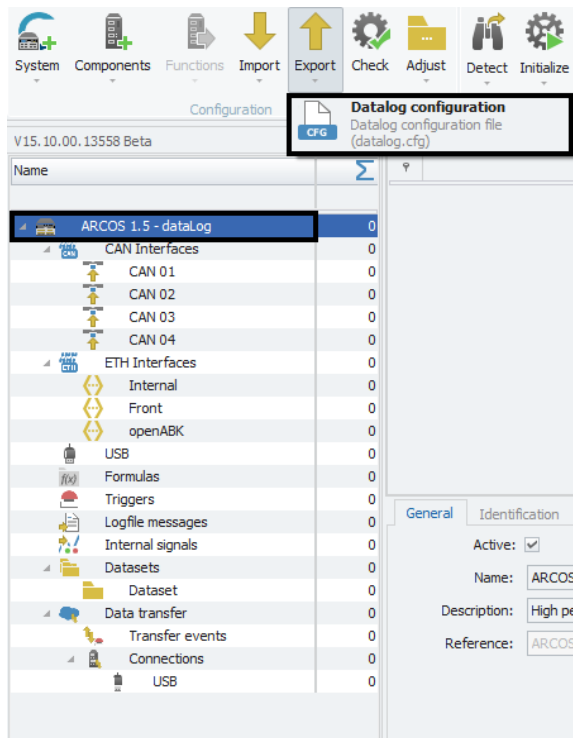 System Components Functions Import Export Check Adjust Detect Initialize
Configuration
CFG
Datalog configuration
Datalog configuration file
(datalog.cfg)
V15.10.00.13558 Beta
Name Σ
ARCOS 1.5 - dataLog 0
CAN Interfaces 0
CAN 01 0
CAN 02 0
CAN 03 0
CAN 04 0
ETH Interfaces 0
Internal 0
Front 0
openABK 0
USB 0
f(x) Formulas 0
Triggers 0
Logfile messages 0
Internal signals 0
Datasets 0
Dataset 0
Data transfer 0
Transfer events 0
Connections 0
USB 0
General Identification
Active:
Name: ARCOS
Description: High pe
Reference: ARCOS